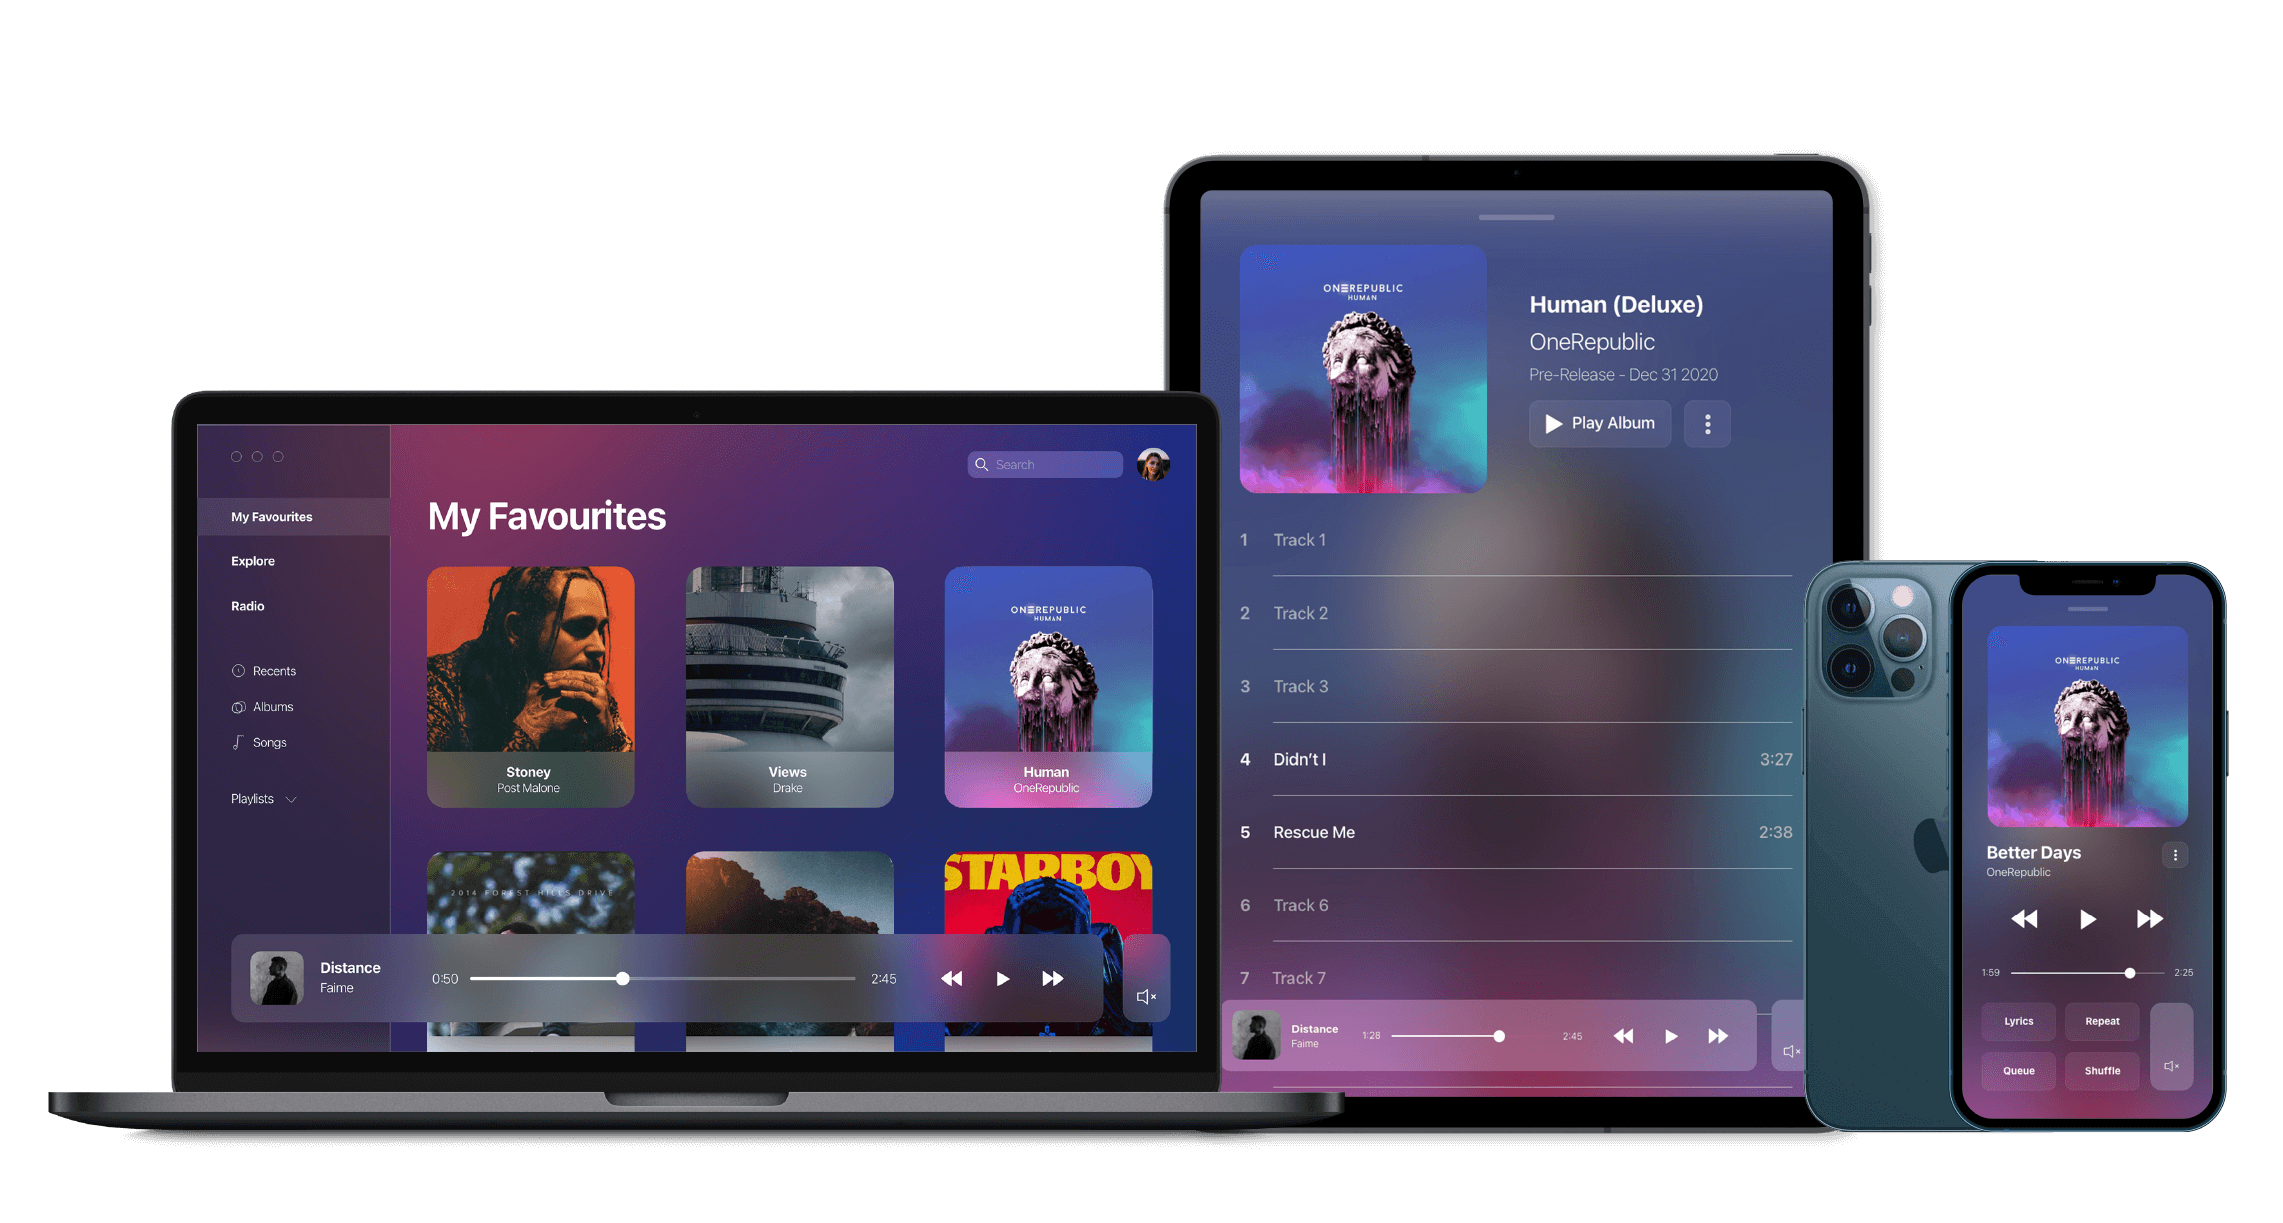 My Favourites
Explore
Radio
Recents
Albums
Songs
Playlists
Search
My Favourites
Stoney
Post Malone
Views
Drake
ONEREPUBLIC
HUMAN
Human
OneRepublic
2014 FOREST HILLS DRIVE
STARBOY
Distance
Faime
0:50
2:45
ONEREPUBLIC
HUMAN
Human (Deluxe)
OneRepublic
Pre-Release - Dec 31 2020
Play Album
1 Track 1
2 Track 2
3 Track 3
4 Didn't I 3:27
5 Rescue Me 2:38
6 Track 6
7 Track 7
Distance
Faime
1:28
2:45
ONEREPUBLIC
HUMAN
Better Days
OneRepublic
1:59
2:25
Lyrics
Repeat
Queue
Shuffle